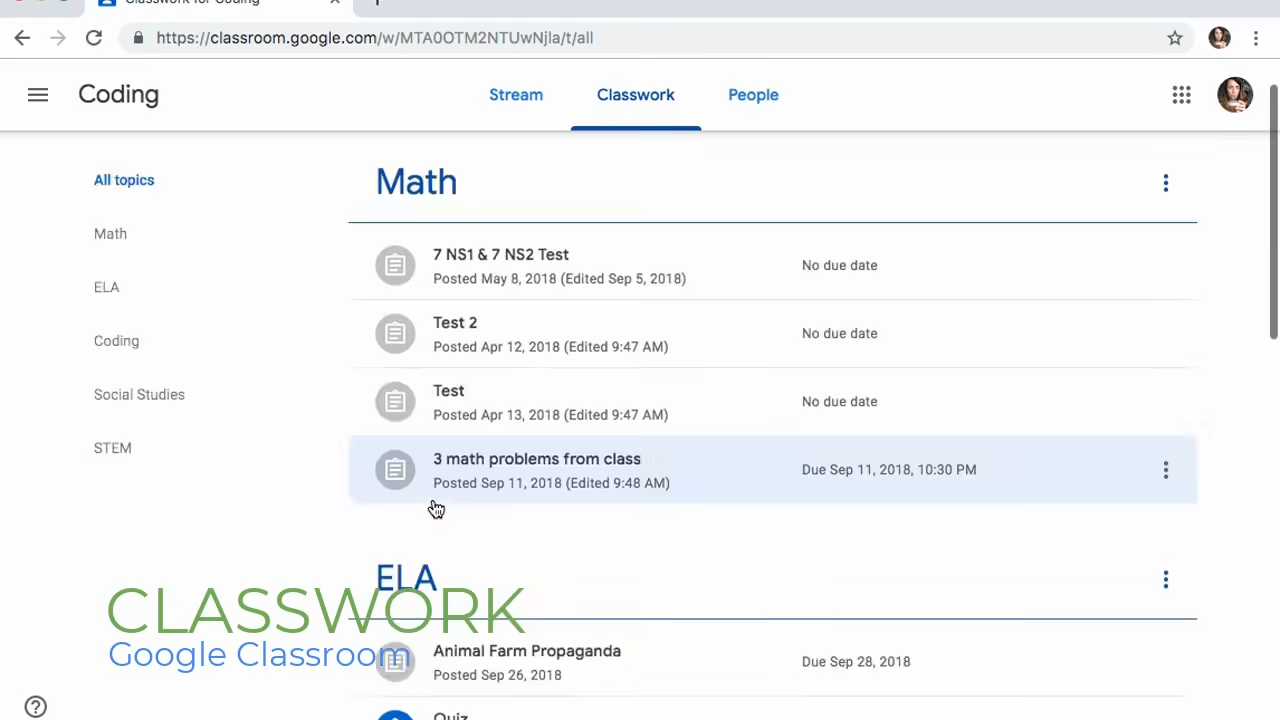 Classwork for Coding
https://classroom.google.com/w/MTA0OTM2NTUwNjla/t/all
Coding
Stream
Classwork
People
All topics
Math
ELA
Coding
Social Studies
STEM
Math
7 NS1 & 7 NS2 Test
Posted May 8, 2018 (Edited Sep 5, 2018)
No due date
Test 2
Posted Apr 12, 2018 (Edited 9:47 AM)
No due date
Test
Posted Apr 13, 2018 (Edited 9:47 AM)
No due date
3 math problems from class
Posted Sep 11, 2018 (Edited 9:48 AM)
Due Sep 11, 2018, 10:30 PM
ELA
CLASSWORK
Google Classroom
Animal Farm Propaganda
Posted Sep 26, 2018
Due Sep 28, 2018
Quiz